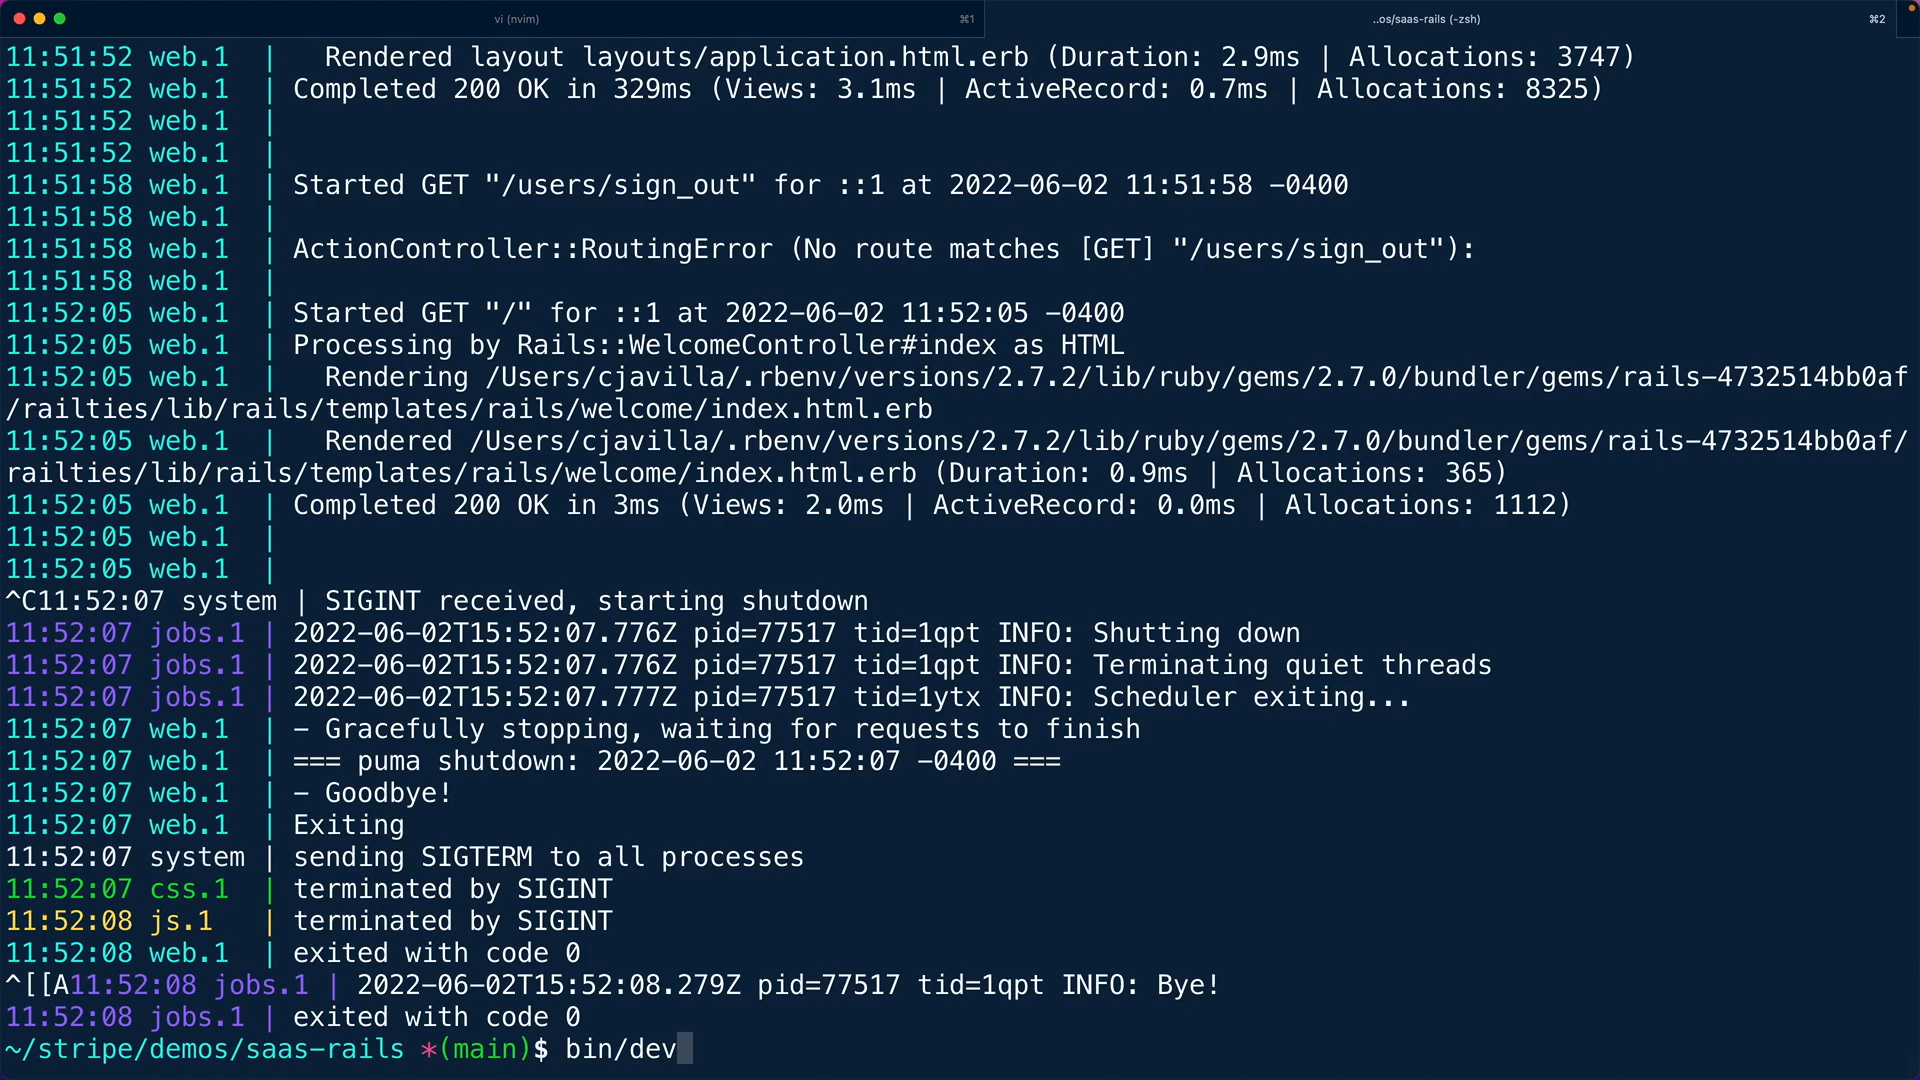 vi (nvim) ⌘1 ..os/saas-rails (-zsh) ⌘2
11:51:52 web.1  |   Rendered layout layouts/application.html.erb (Duration: 2.9ms | Allocations: 3747)
11:51:52 web.1  | Completed 200 OK in 329ms (Views: 3.1ms | ActiveRecord: 0.7ms | Allocations: 8325)
11:51:52 web.1  |
11:51:52 web.1  |
11:51:58 web.1  | Started GET "/users/sign_out" for ::1 at 2022-06-02 11:51:58 -0400
11:51:58 web.1  |
11:51:58 web.1  | ActionController::RoutingError (No route matches [GET] "/users/sign_out"):
11:51:58 web.1  |
11:52:05 web.1  | Started GET "/" for ::1 at 2022-06-02 11:52:05 -0400
11:52:05 web.1  | Processing by Rails::WelcomeController#index as HTML
11:52:05 web.1  |   Rendering /Users/cjavilla/.rbenv/versions/2.7.2/lib/ruby/gems/2.7.0/bundler/gems/rails-4732514bb0af
/railties/lib/rails/templates/rails/welcome/index.html.erb
11:52:05 web.1  |   Rendered /Users/cjavilla/.rbenv/versions/2.7.2/lib/ruby/gems/2.7.0/bundler/gems/rails-4732514bb0af/
railties/lib/rails/templates/rails/welcome/index.html.erb (Duration: 0.9ms | Allocations: 365)
11:52:05 web.1  | Completed 200 OK in 3ms (Views: 2.0ms | ActiveRecord: 0.0ms | Allocations: 1112)
11:52:05 web.1  |
11:52:05 web.1  |
^C11:52:07 system | SIGINT received, starting shutdown
11:52:07 jobs.1 | 2022-06-02T15:52:07.776Z pid=77517 tid=1qpt INFO: Shutting down
11:52:07 jobs.1 | 2022-06-02T15:52:07.776Z pid=77517 tid=1qpt INFO: Terminating quiet threads
11:52:07 jobs.1 | 2022-06-02T15:52:07.777Z pid=77517 tid=1ytx INFO: Scheduler exiting...
11:52:07 web.1  | - Gracefully stopping, waiting for requests to finish
11:52:07 web.1  | === puma shutdown: 2022-06-02 11:52:07 -0400 ===
11:52:07 web.1  | - Goodbye!
11:52:07 web.1  | Exiting
11:52:07 system | sending SIGTERM to all processes
11:52:07 css.1  | terminated by SIGINT
11:52:08 js.1   | terminated by SIGINT
11:52:08 web.1  | exited with code 0
^[[A11:52:08 jobs.1 | 2022-06-02T15:52:08.279Z pid=77517 tid=1qpt INFO: Bye!
11:52:08 jobs.1 | exited with code 0
~/stripe/demos/saas-rails *(main)$ bin/dev